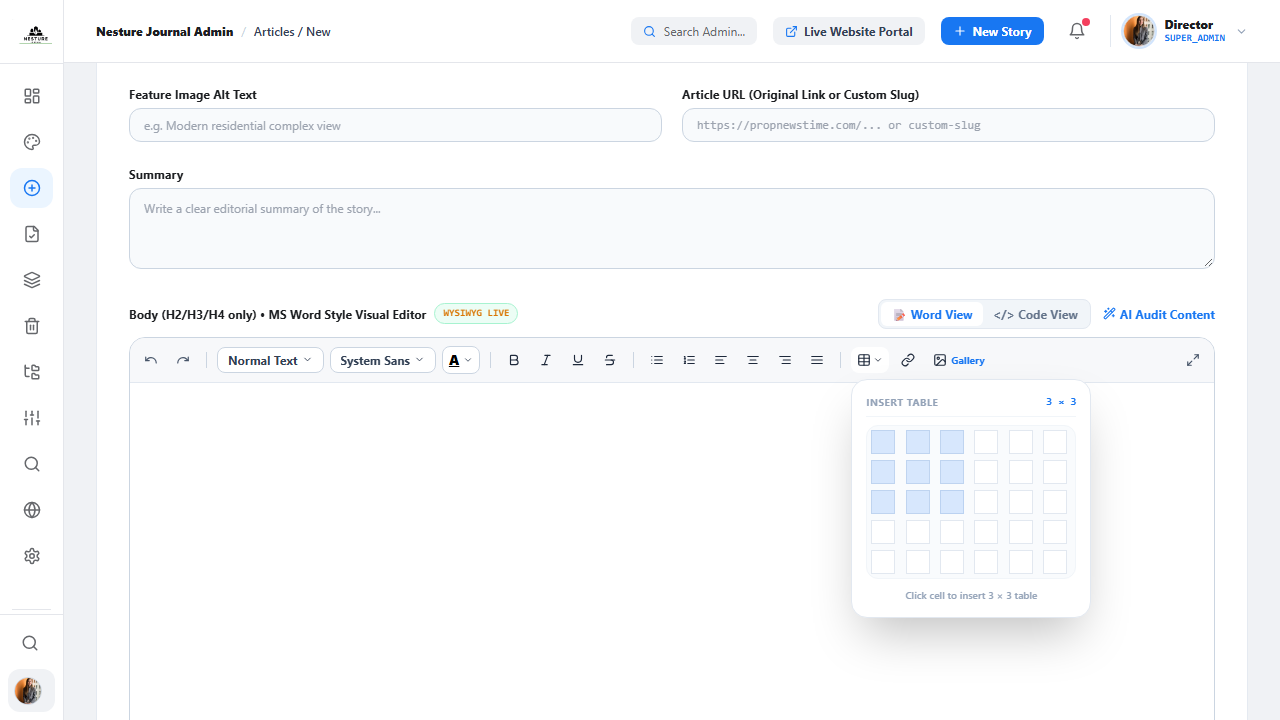 NESTURE
Nesture Journal Admin / Articles / New
Search Admin...
Live Website Portal
+ New Story
Director
SUPER_ADMIN
Feature Image Alt Text
Article URL (Original Link or Custom Slug)
e.g. Modern residential complex view
https://propnewstime.com/... or custom-slug
Summary
Write a clear editorial summary of the story...
Body (H2/H3/H4 only) • MS Word Style Visual Editor
WYSIWYG LIVE
Word View
</> Code View
AI Audit Content
Normal Text
System Sans
A
B
I
U
S
Gallery
INSERT TABLE
3 × 3
Click cell to insert 3 × 3 table